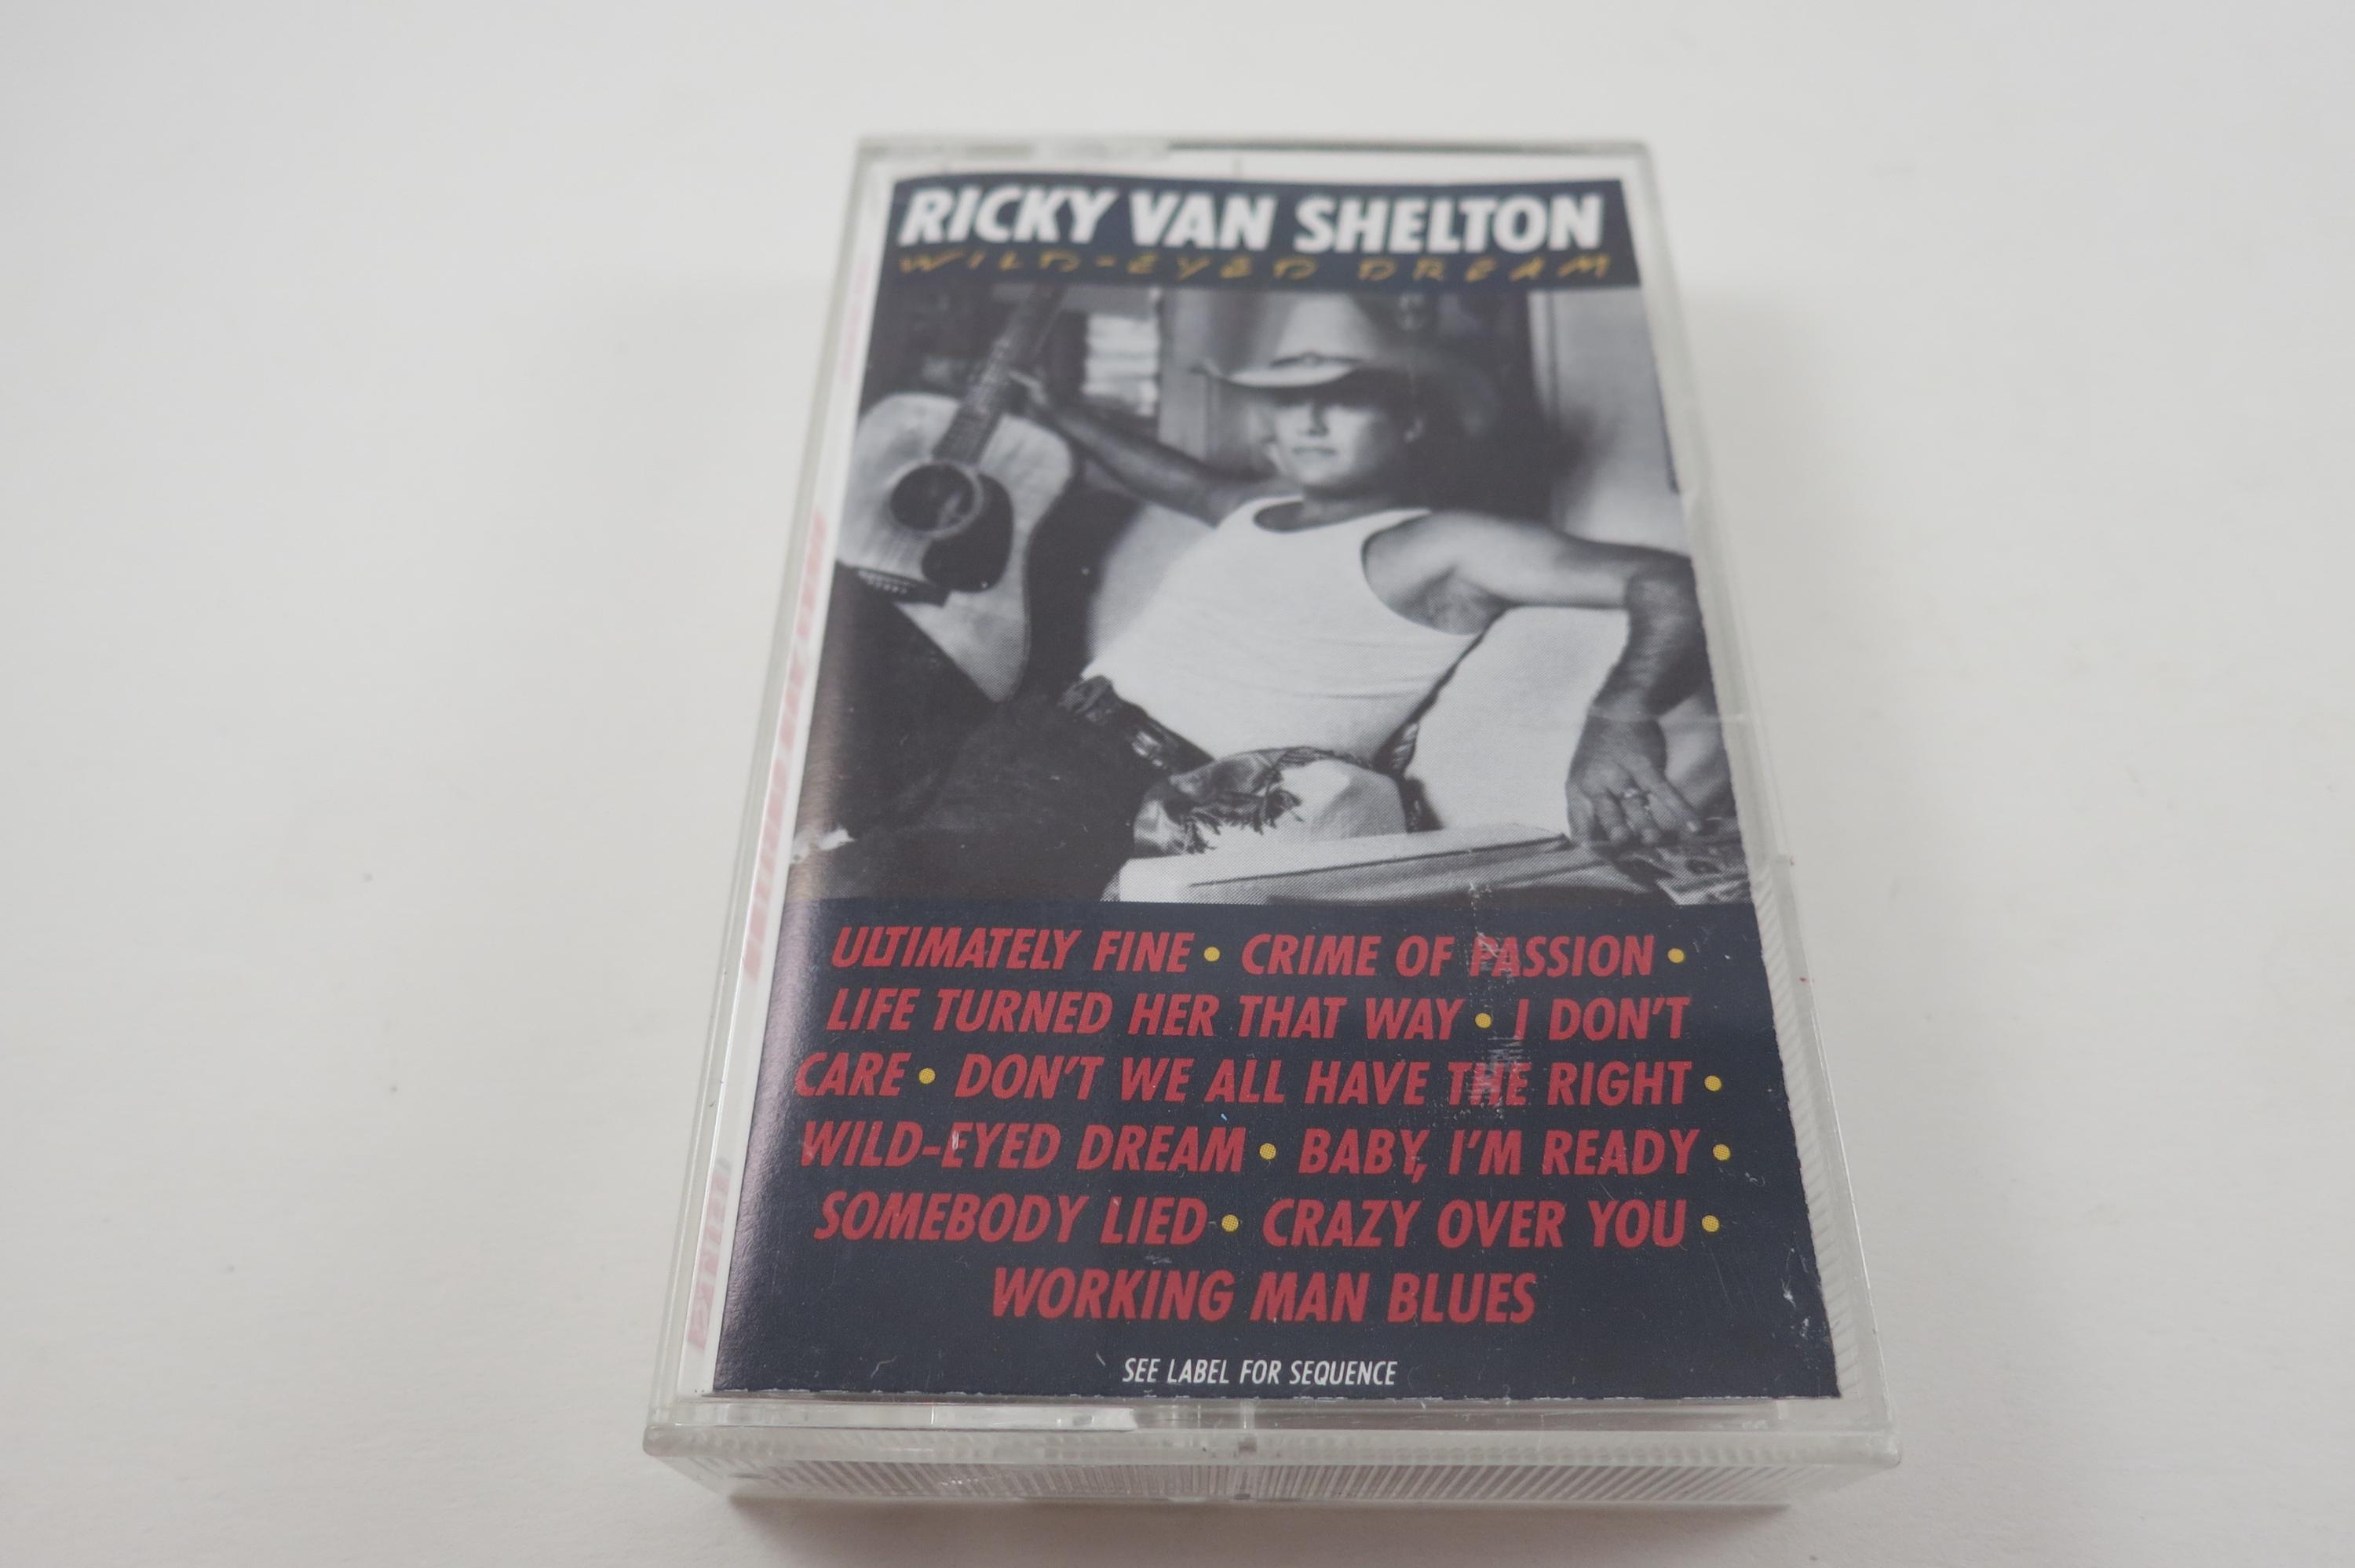 RICKY VAN SHELTON
WILD-EYED DREAM
ULTIMATELY FINE • CRIME OF PASSION •
LIFE TURNED HER THAT WAY • I DON'T
CARE • DON'T WE ALL HAVE THE RIGHT •
WILD-EYED DREAM • BABY, I'M READY •
SOMEBODY LIED • CRAZY OVER YOU •
WORKING MAN BLUES
SEE LABEL FOR SEQUENCE